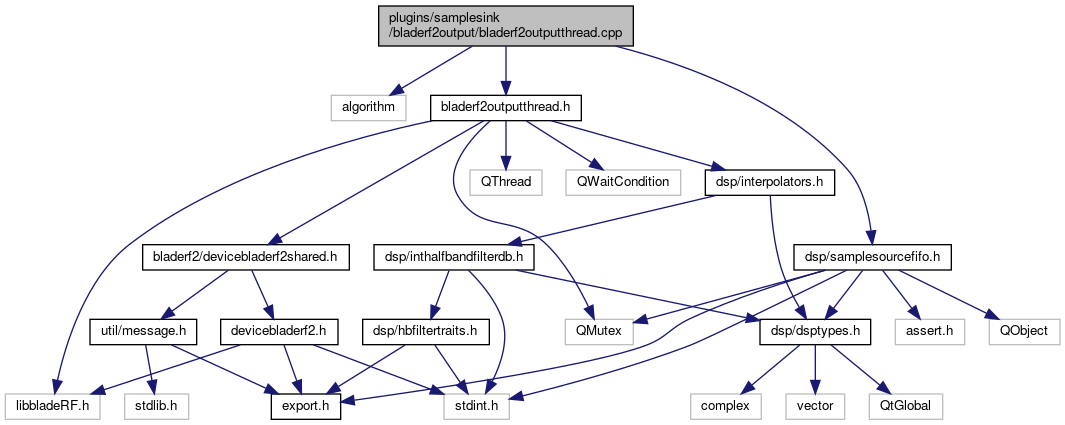 plugins/samplesink
/bladerf2output/bladerf2outputthread.cpp
algorithm
bladerf2outputthread.h
QThread
QWaitCondition
dsp/interpolators.h
bladerf2/devicebladerf2shared.h
dsp/inthalfbandfilterdb.h
dsp/samplesourcefifo.h
util/message.h
devicebladerf2.h
dsp/hbfiltertraits.h
QMutex
dsp/dsptypes.h
assert.h
QObject
libbladeRF.h
stdlib.h
export.h
stdint.h
complex
vector
QtGlobal